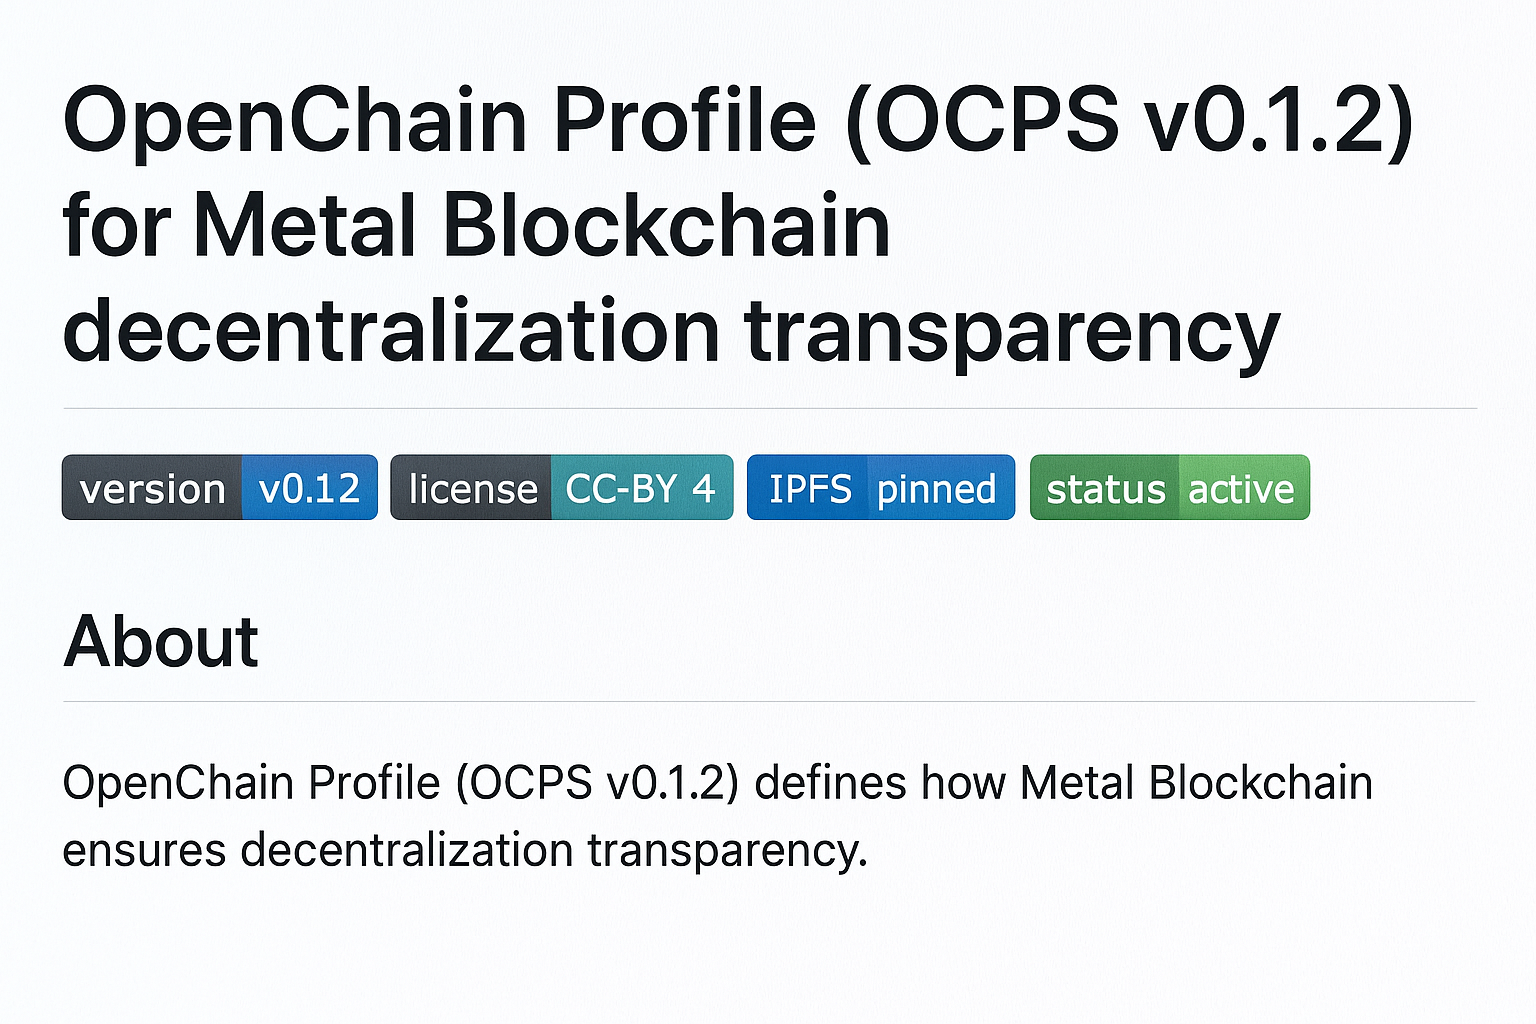 OpenChain Profile (OCPS v0.1.2)
for Metal Blockchain
decentralization transparency
version v0.12 license CC-BY 4 IPFS pinned status active
About
OpenChain Profile (OCPS v0.1.2) defines how Metal Blockchain
ensures decentralization transparency.